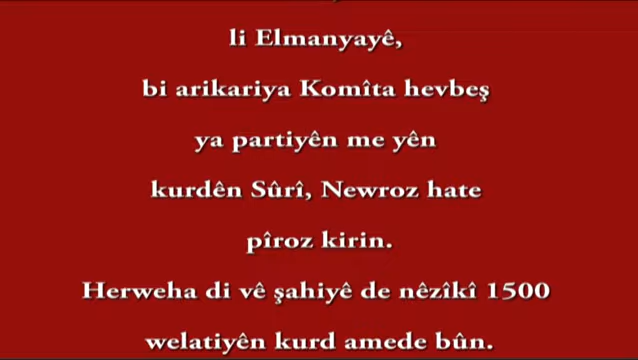 li Elmanyayê,
bi arikariya Komîta hevbeş
ya partiyên me yên
kurdên Sûrî, Newroz hate
pîroz kirin.
Herweha di vê şahiyê de nêzîkî 1500
welatiyên kurd amede bûn.